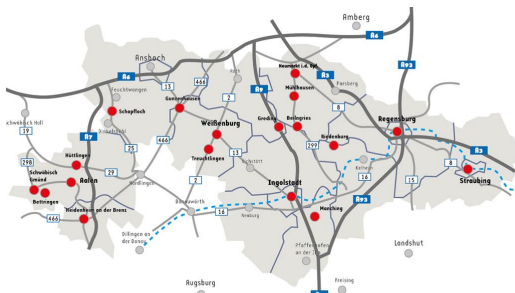 Amberg
A6
Ansbach
A9
Neumarkt i.d. Opf.
A93
A6
466
A3
Parsberg
Roth
Feuchtwangen
13
Mühlhausen
Gunzenhausen
2
8
Schopfloch
Regensburg
Schwäbisch Hall
Dinkelsbühl
Weißenburg
Greding
Beilngries
19
A7
466
25
299
Riedenburg
A3
Treuchtlingen
13
298
Hüttlingen
Eichstätt
Kelheim
8
Schwäbisch
Gmünd
29
16
Straubing
Aalen
Nördlingen
2
Ingolstadt
15
Bettringen
Donauwörth
16
A93
466
Heidenheim an der Brenz
Neuburg
Manching
Dillingen
an der Donau
Pfaffenhofen
an der Ilm
Landshut
Augsburg
Freising